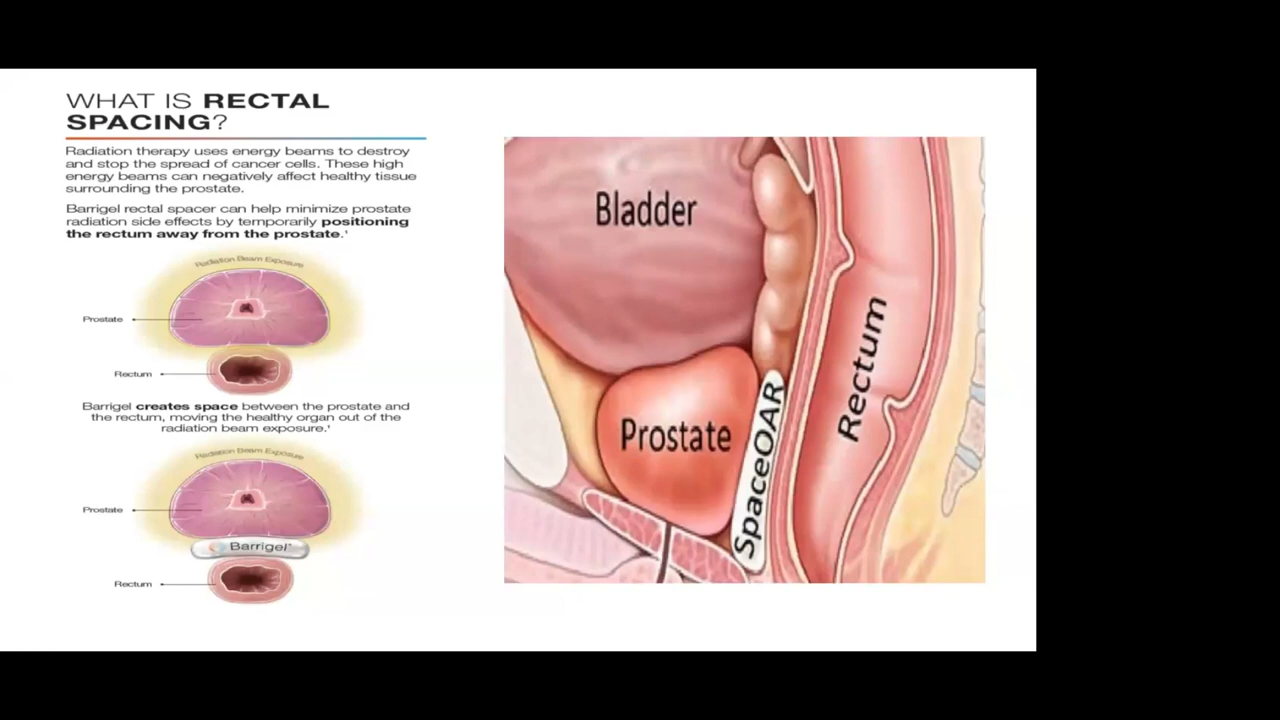 WHAT IS RECTAL
SPACING?
Radiation therapy uses energy beams to destroy
and stop the spread of cancer cells. These high
energy beams can negatively affect healthy tissue
surrounding the prostate.
Barrigel rectal spacer can help minimize prostate
radiation side effects by temporarily positioning
the rectum away from the prostate.¹
Radiation Beam Exposure
Prostate
Rectum
Barrigel creates space between the prostate and
the rectum, moving the healthy organ out of the
radiation beam exposure.¹
Radiation Beam Exposure
Prostate
Barrigel®
Rectum
Bladder
Prostate
SpaceOAR
Rectum